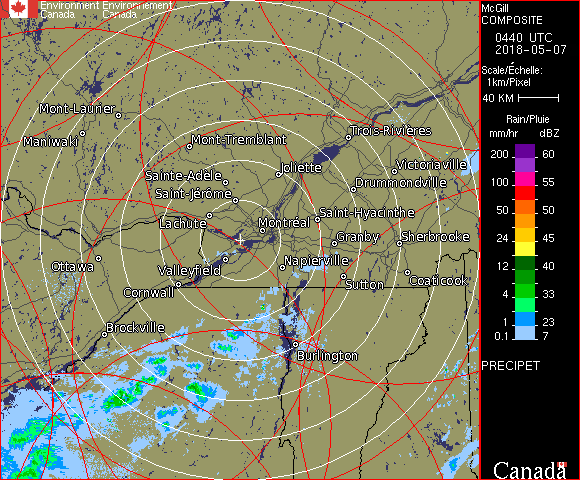 Environment Environnement
Canada Canada
McGill
COMPOSITE
0440 UTC
2018-05-07
Scale/Échelle:
1km/Pixel
40 KM
Rain/Pluie
mm/hr dBZ
200 60
100 55
50 50
24 45
12 40
4 33
1 23
0.1 7
PRECIPET
Canada
Mont-Laurier
Maniwaki
Mont-Tremblant
Trois-Rivières
Sainte-Adèle
Joliette
Victoriaville
Saint-Jérôme
Drummondville
Lachute
Montréal
Saint-Hyacinthe
Granby
Sherbrooke
Ottawa
Valleyfield
Napierville
Cornwall
Sutton
Coaticook
Brockville
Burlington